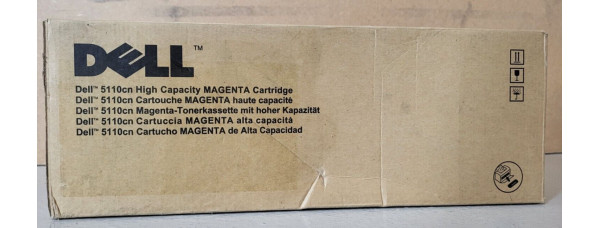 DELL™
Dell™ 5110cn High Capacity MAGENTA Cartridge
Dell™ 5110cn Cartouche MAGENTA haute capacité
Dell™ 5110cn Magenta-Tonerkassette mit hoher Kapazität
Dell™ 5110cn Cartuccia MAGENTA alta capacità
Dell™ 5110cn Cartucho MAGENTA de Alta Capacidad